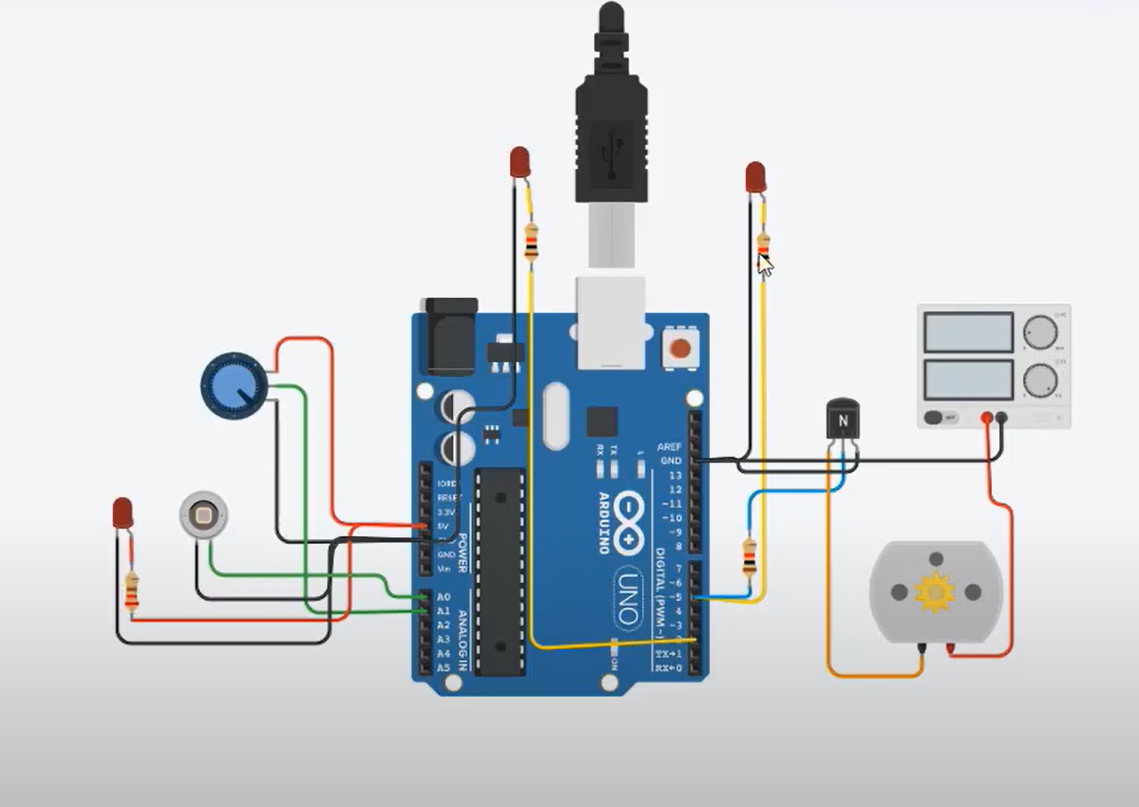 N
AREF
GND
13
12
~11
~10
~9
8
7
~6
~5
4
~3
2
TX→1
RX←0
DIGITAL (PWM~)
RX
TX
L
ARDUINO
UNO
ON
RESET
3.3V
5V
GND
Vin
POWER
A0
A1
A2
A3
A4
A5
ANALOG IN